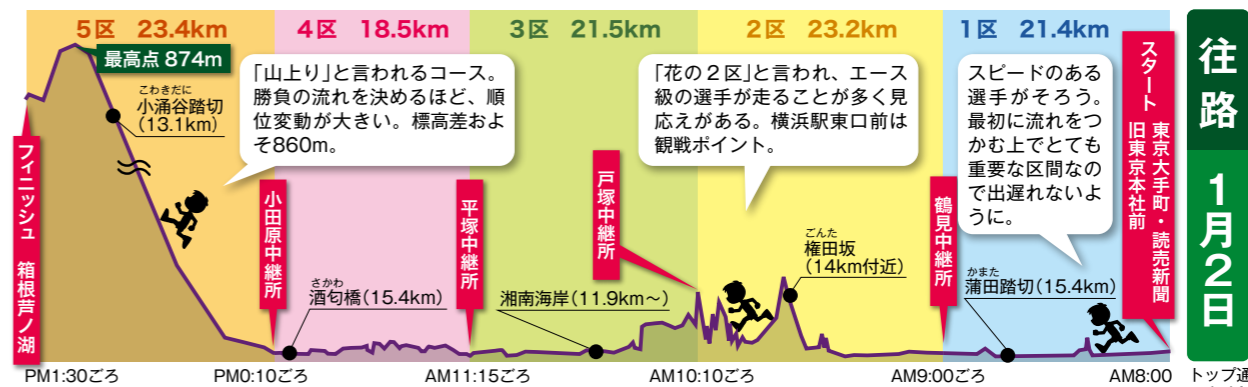 5区 23.4km
4区 18.5km
3区 21.5km
2区 23.2km
1区 21.4km
最高点 874m
こわきだに
小涌谷踏切
(13.1km)
「山上り」と言われるコース。
勝負の流れを決めるほど、順
位変動が大きい。標高差およ
そ860m。
「花の2区」と言われ、エース
級の選手が走ることが多く見
応えがある。横浜駅東口前は
観戦ポイント。
スピードのある
選手がそろう。
最初に流れをつ
かむ上でとても
重要な区間なの
で出遅れないよ
うに。
スタート 東京大手町・読売新聞
旧東京本社前
往路 1月2日
フィニッシュ 箱根芦ノ湖
小田原中継所
平塚中継所
戸塚中継所
鶴見中継所
さかわ
酒匂橋(15.4km)
湘南海岸(11.9km〜)
ごんた
権田坂
(14km付近)
かまた
蒲田踏切(15.4km)
PM1:30ごろ
PM0:10ごろ
AM11:15ごろ
AM10:10ごろ
AM9:00ごろ
AM8:00
トップ通